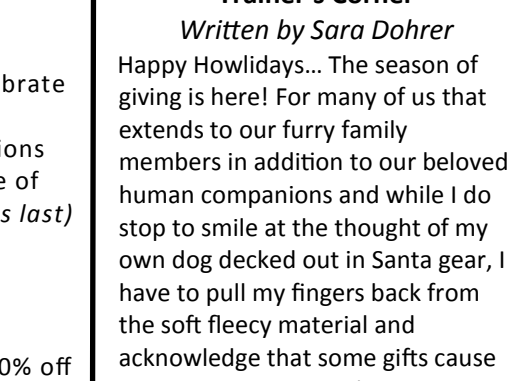 brate
ions
e of
s last)
0% off
Trainer's Corner
Written by Sara Dohrer
Happy Howlidays... The season of
giving is here! For many of us that
extends to our furry family
members in addition to our beloved
human companions and while I do
stop to smile at the thought of my
own dog decked out in Santa gear, I
have to pull my fingers back from
the soft fleecy material and
acknowledge that some gifts cause